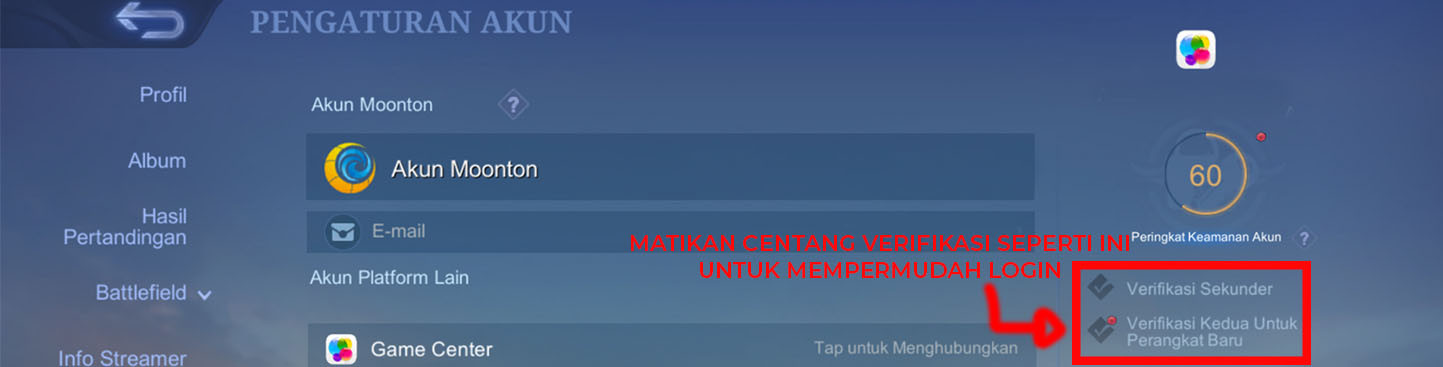 PENGATURAN AKUN
Profil
Akun Moonton
?
Album
Akun Moonton
60
Hasil
Pertandingan
E-mail
Peringkat Keamanan Akun
?
MATIKAN CENTANG VERIFIKASI SEPERTI INI
UNTUK MEMPERMUDAH LOGIN
Akun Platform Lain
Battlefield
Verifikasi Sekunder
Verifikasi Kedua Untuk
Perangkat Baru
Info Streamer
Game Center
Tap untuk Menghubungkan